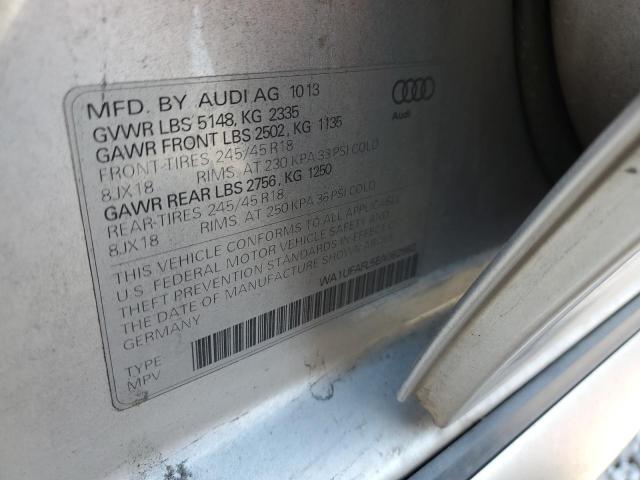 MFD. BY AUDI AG 10 13
GVWR LBS 5148, KG 2335
GAWR FRONT LBS 2502, KG 1135
FRONT-TIRES 245/45 R18
8JX18 RIMS, AT 230 KPA 33 PSI COLD
GAWR REAR LBS 2756, KG 1250
REAR-TIRES 245/45 R18
8JX18 RIMS, AT 250 KPA 36 PSI COLD
THIS VEHICLE CONFORMS TO ALL APPLICABLE
U.S. FEDERAL MOTOR VEHICLE SAFETY AND
THEFT PREVENTION STANDARDS IN EFFECT ON
THE DATE OF MANUFACTURE SHOWN ABOVE.
GERMANY
TYPE
MPV
Audi